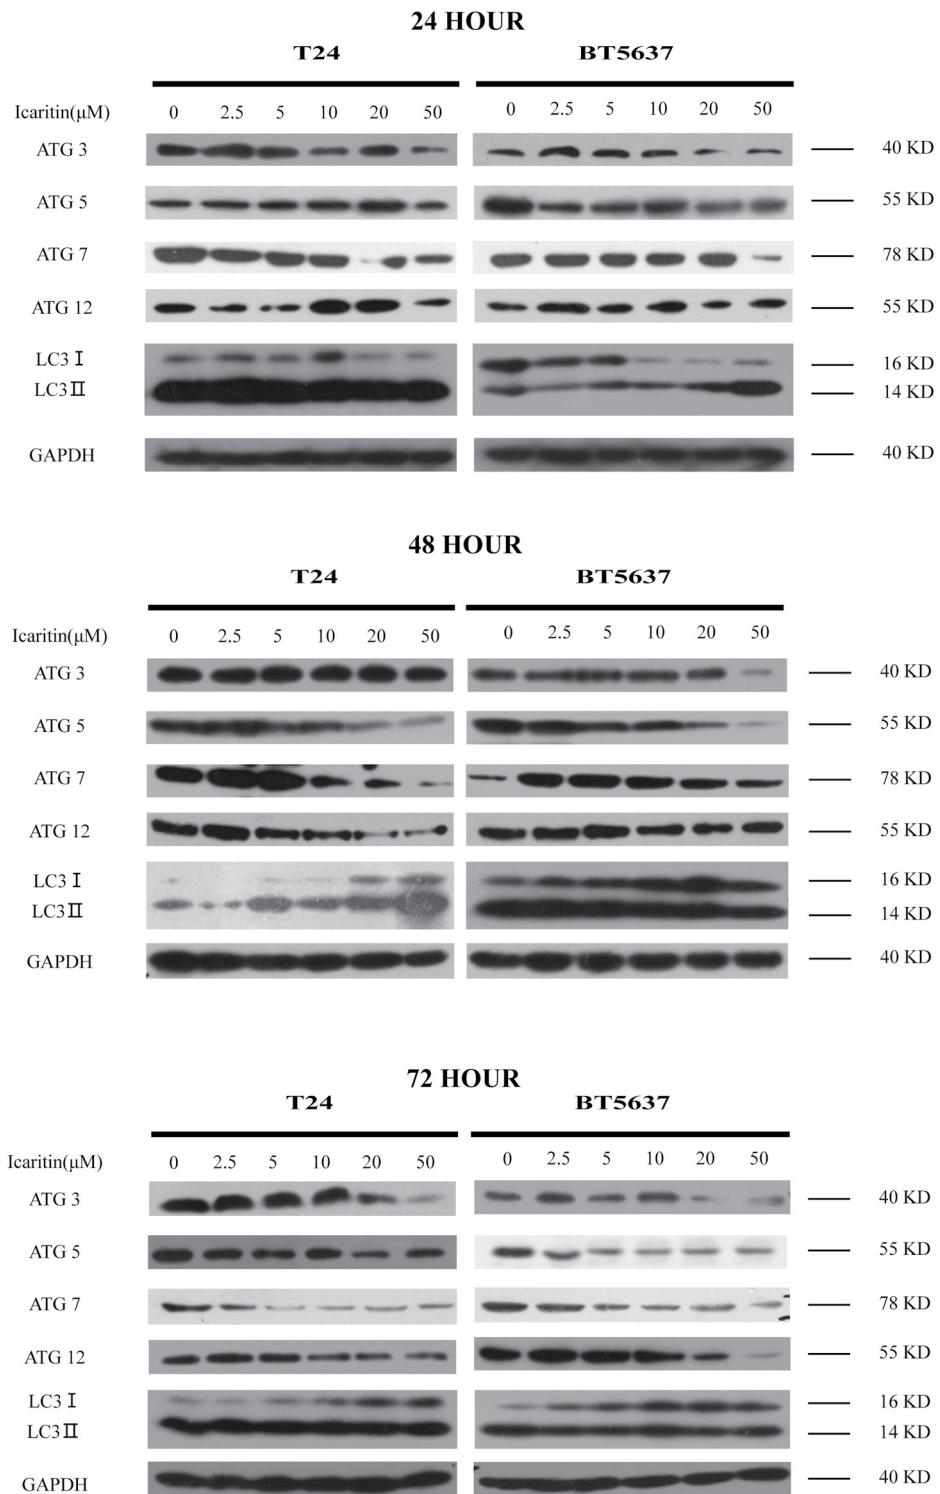 24 HOUR
T24 BT5637
Icaritin(μM) 0 2.5 5 10 20 50 0 2.5 5 10 20 50
ATG 3 40 KD
ATG 5 55 KD
ATG 7 78 KD
ATG 12 55 KD
LC3 Ⅰ 16 KD
LC3 Ⅱ 14 KD
GAPDH 40 KD
48 HOUR
T24 BT5637
Icaritin(μM) 0 2.5 5 10 20 50 0 2.5 5 10 20 50
ATG 3 40 KD
ATG 5 55 KD
ATG 7 78 KD
ATG 12 55 KD
LC3 Ⅰ 16 KD
LC3 Ⅱ 14 KD
GAPDH 40 KD
72 HOUR
T24 BT5637
Icaritin(μM) 0 2.5 5 10 20 50 0 2.5 5 10 20 50
ATG 3 40 KD
ATG 5 55 KD
ATG 7 78 KD
ATG 12 55 KD
LC3 Ⅰ 16 KD
LC3 Ⅱ 14 KD
GAPDH 40 KD